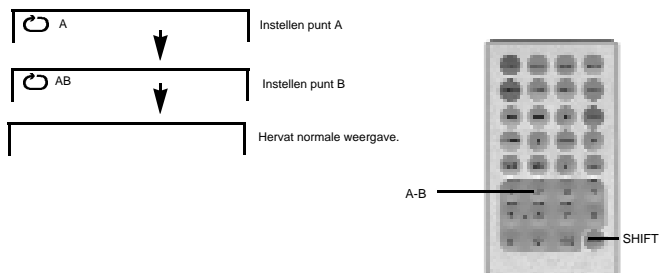 A
Instellen punt A
AB
Instellen punt B
Hervat normale weergave.
A-B
SHIFT